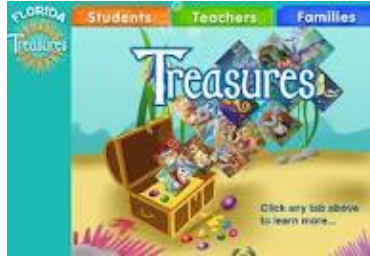 FLORIDA
Treasures
Students Teachers Families
Treasures
Click any tab above
to learn more...